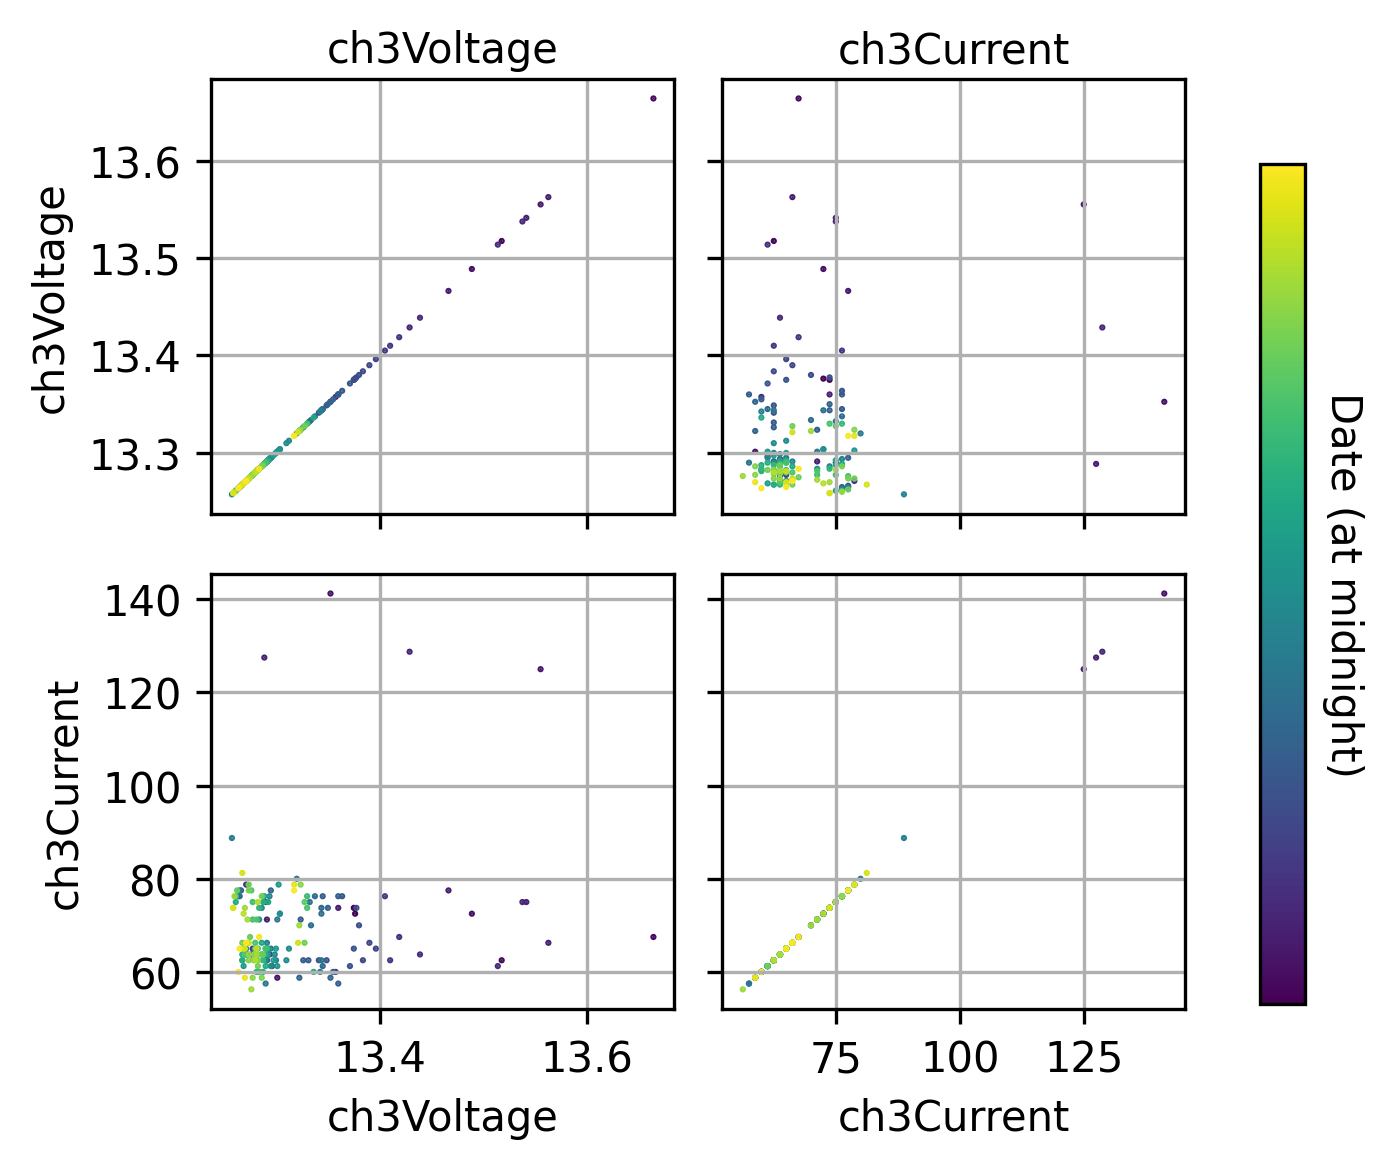 ch3Voltage
ch3Current
ch3Voltage
13.6
13.5
13.4
13.3
ch3Current
140
120
100
80
60
13.4
13.6
75
100
125
ch3Voltage
ch3Current
Date (at midnight)